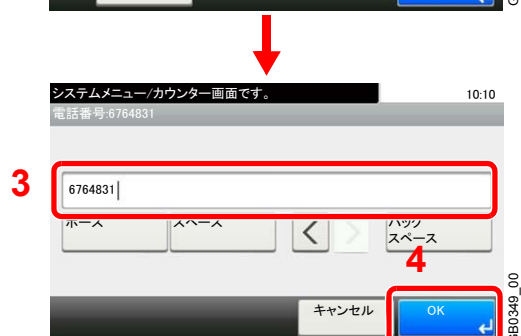 システムメニュー/カウンター画面です。 10:10
電話番号:6764831
3
6764831
ポーズ スペース < > バック
スペース
4
キャンセル OK
GB0349_00